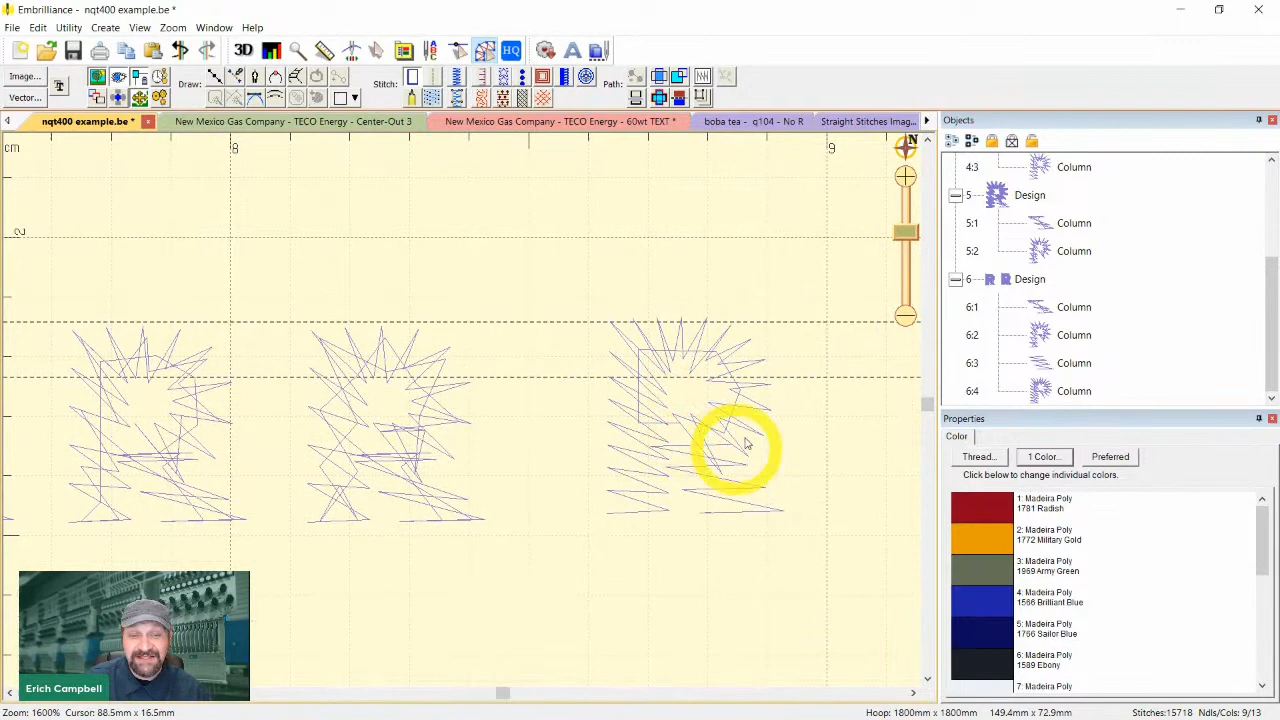 Embrilliance - nqt400 example.be *
File Edit Utility Create View Zoom Window Help
3D ABC HQ A
Image... T Draw: Stitch: Path:
Vector...
nqt400 example.be * New Mexico Gas Company - TECO Energy - Center-Out 3 New Mexico Gas Company - TECO Energy - 60wt TEXT * boba tea - q104 - No R Straight Stitches Imag...
cm 8 9 N
2
Objects
4:3 Column
5 Design
5:1 Column
5:2 Column
6 Design
6:1 Column
6:2 Column
6:3 Column
6:4 Column
Properties
Color
Thread... 1 Color... Preferred
Click below to change individual colors.
1: Madeira Poly
1781 Radish
2: Madeira Poly
1772 Military Gold
3: Madeira Poly
1969 Army Green
4: Madeira Poly
1566 Brilliant Blue
5: Madeira Poly
1766 Sailor Blue
6: Madeira Poly
1589 Ebony
7: Madeira Poly
Erich Campbell
Zoom: 1600% Cursor: 88.5mm x 16.5mm Hoop: 1800mm x 1800mm 149.4mm x 72.9mm Stitches:15718 Ndls/Clrs: 9/13